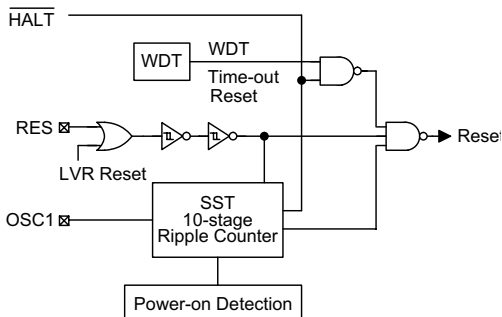 HALT
WDT
WDT
Time-out
Reset
RES
LVR Reset
Reset
SST
10-stage
Ripple Counter
OSC1
Power-on Detection